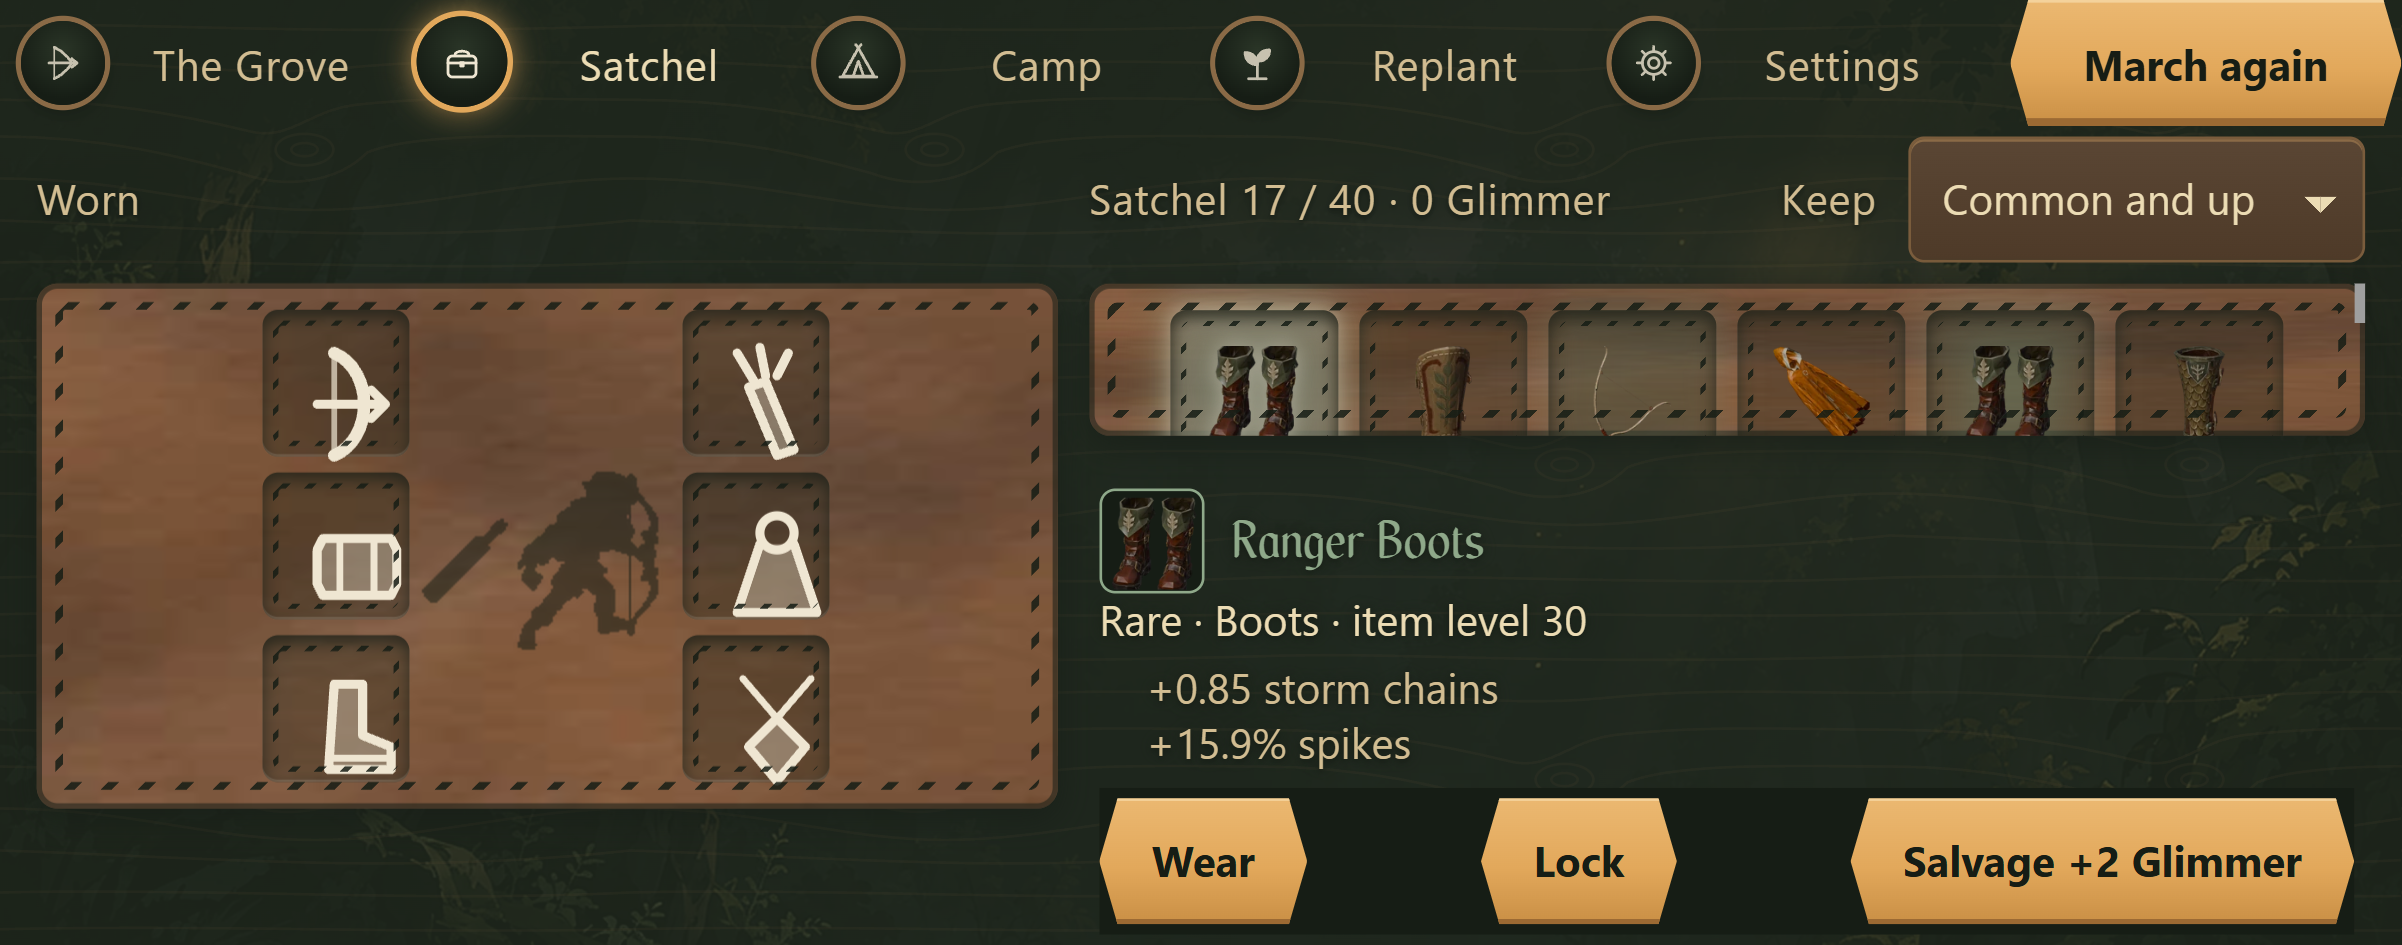 The Grove
Satchel
Camp
Replant
Settings
March again
Worn
Satchel 17 / 40 · 0 Glimmer
Keep
Common and up
Ranger Boots
Rare · Boots · item level 30
+0.85 storm chains
+15.9% spikes
Wear
Lock
Salvage +2 Glimmer